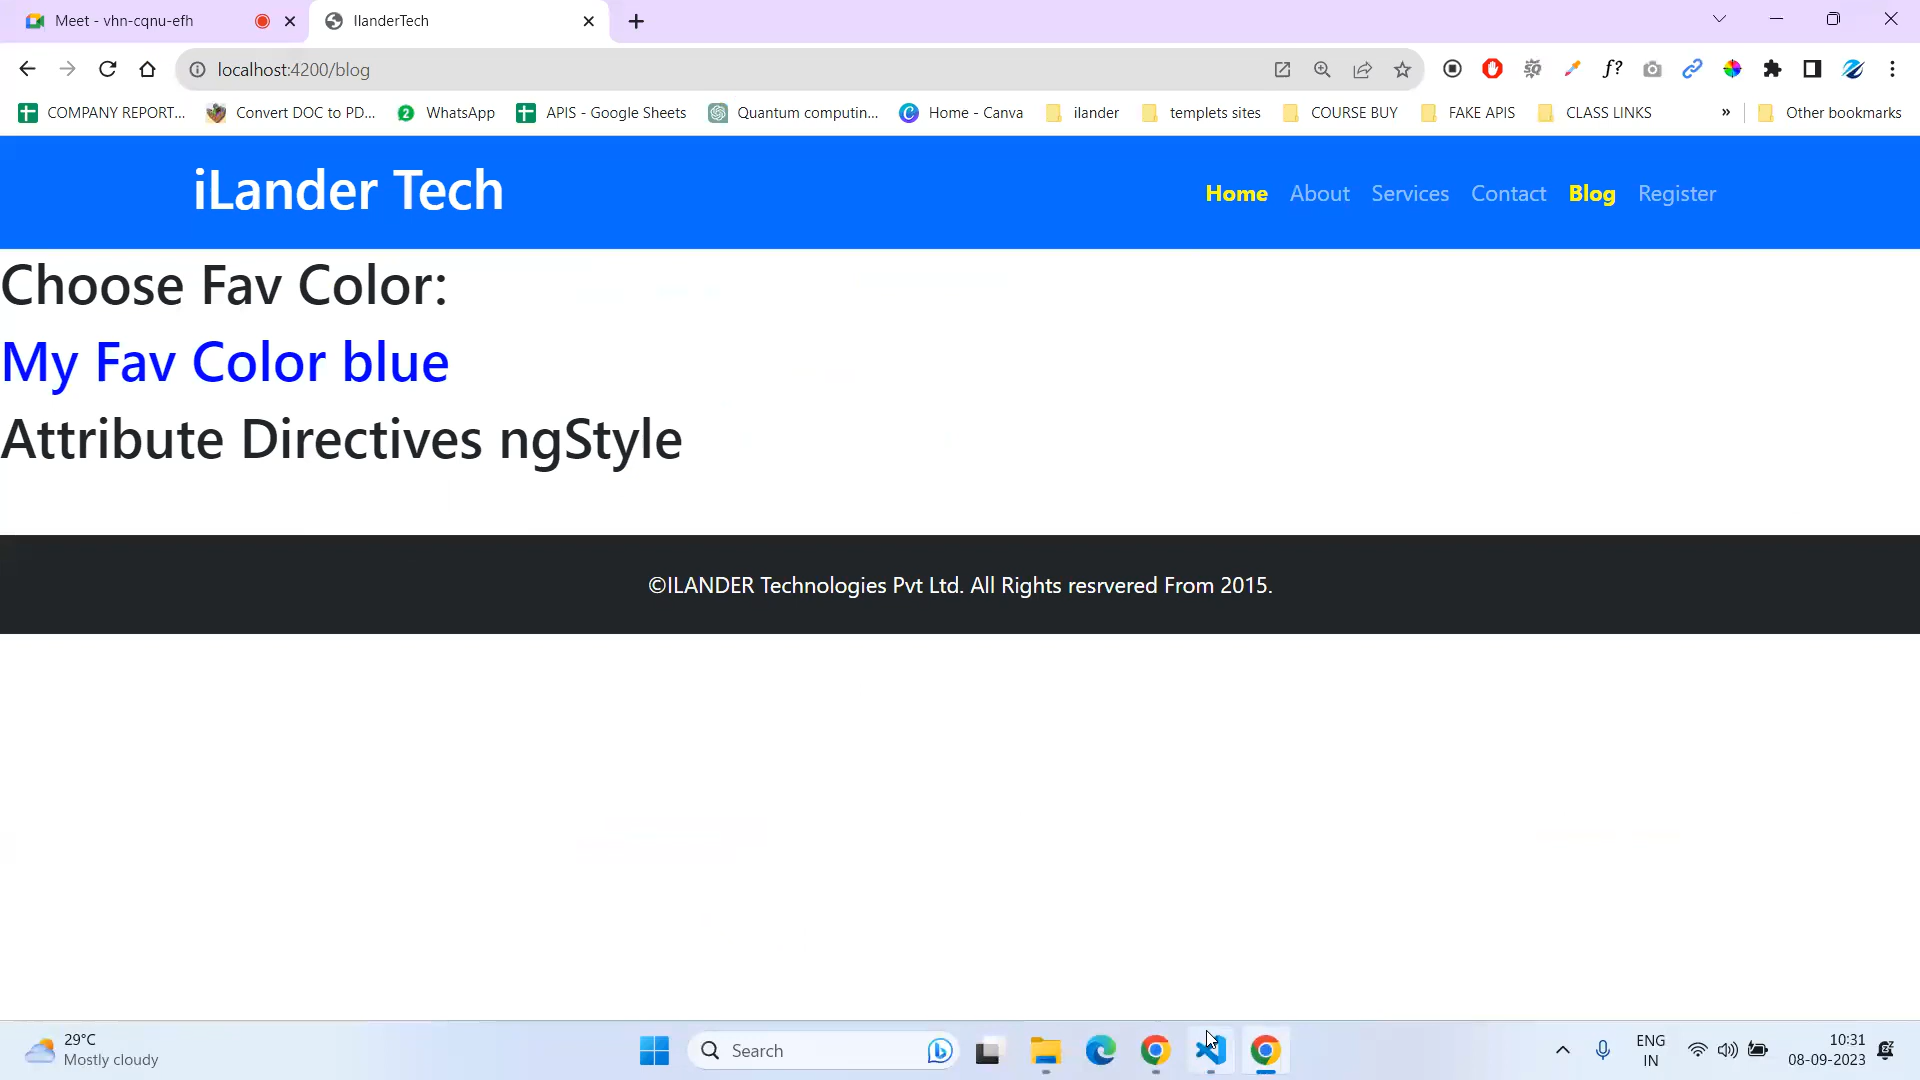 Meet - vhn-cqnu-efh
IlanderTech
localhost:4200/blog
COMPANY REPORT...
Convert DOC to PD...
WhatsApp
APIS - Google Sheets
Quantum computin...
Home - Canva
ilander
templets sites
COURSE BUY
FAKE APIS
CLASS LINKS
»
Other bookmarks
iLander Tech
Home About Services Contact Blog Register
Choose Fav Color:
My Fav Color blue
Attribute Directives ngStyle
©ILANDER Technologies Pvt Ltd. All Rights resrvered From 2015.
29°C
Mostly cloudy
Search
ENG
IN
10:31
08-09-2023